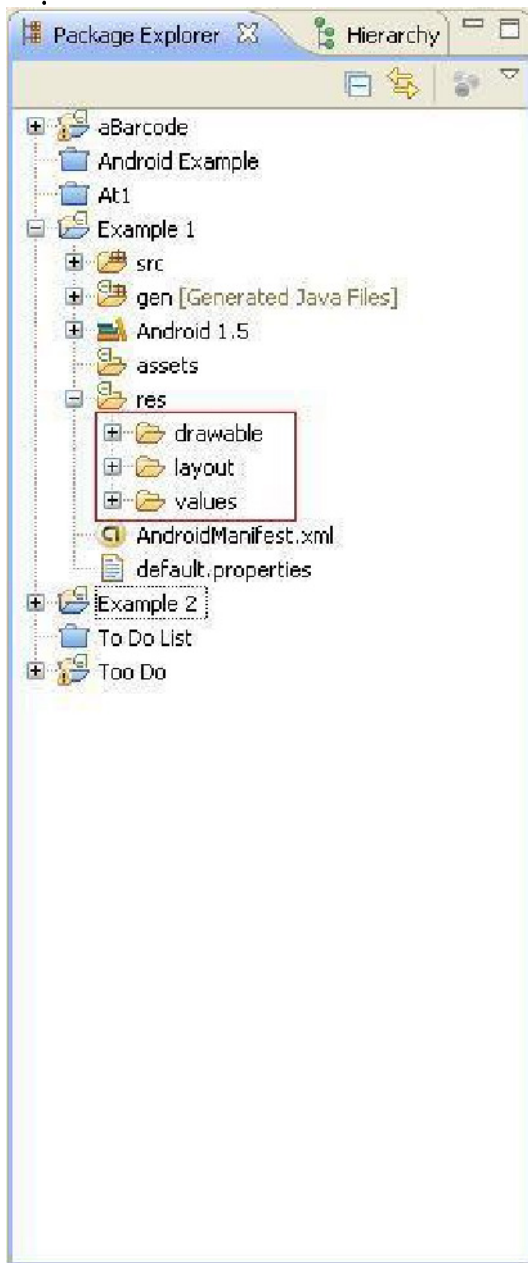 Package Explorer Hierarchy
aBarcode
Android Example
At1
Example 1
src
gen [Generated Java Files]
Android 1.5
assets
res
drawable
layout
values
AndroidManifest.xml
default.properties
Example 2
To Do List
Too Do